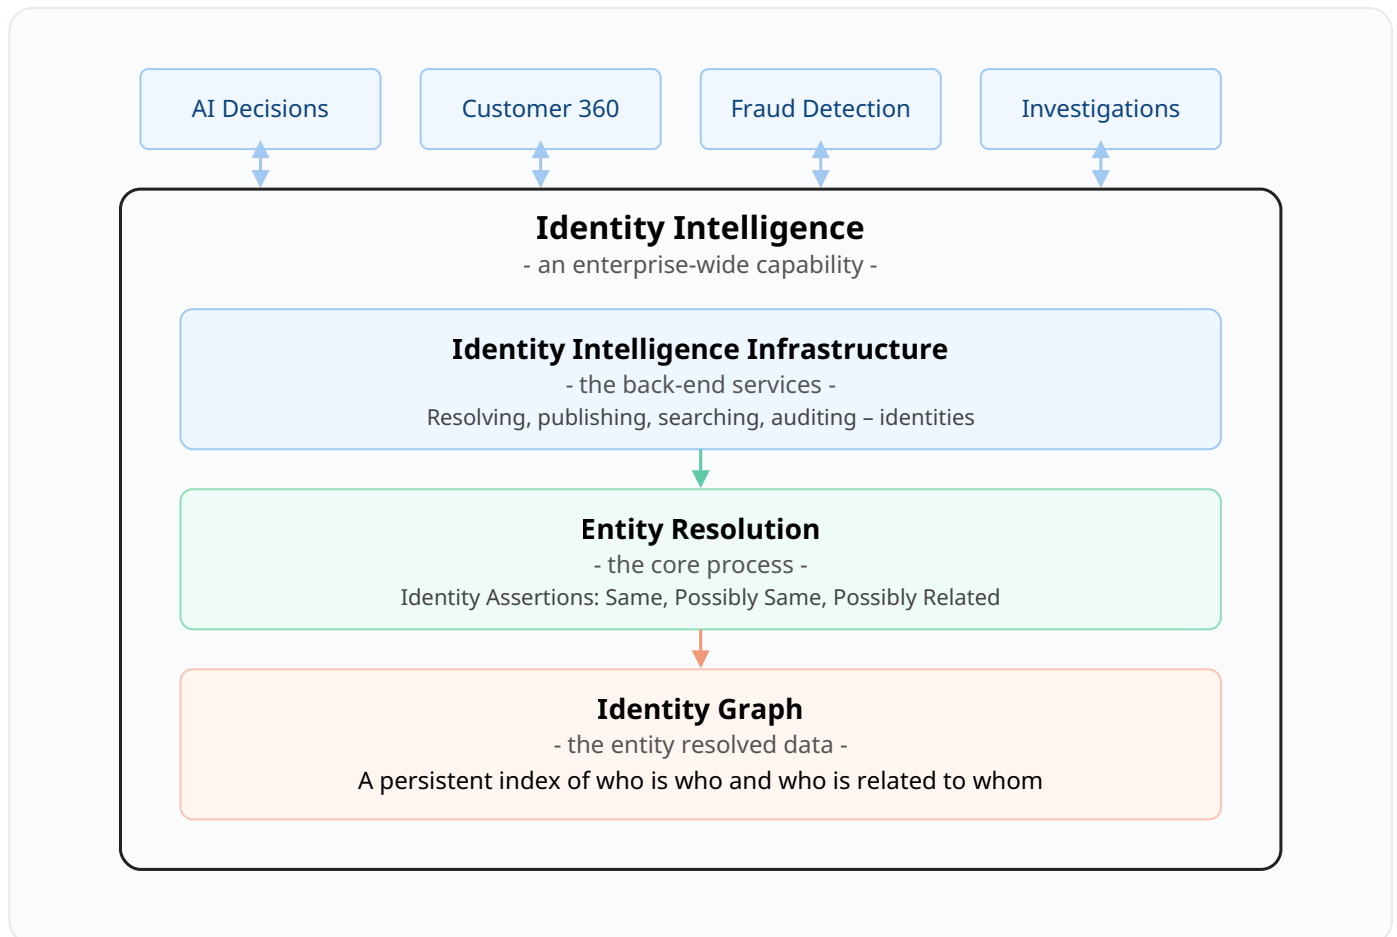 AI Decisions
Customer 360
Fraud Detection
Investigations
Identity Intelligence
- an enterprise-wide capability -
Identity Intelligence Infrastructure
- the back-end services -
Resolving, publishing, searching, auditing – identities
Entity Resolution
- the core process -
Identity Assertions: Same, Possibly Same, Possibly Related
Identity Graph
- the entity resolved data -
A persistent index of who is who and who is related to whom